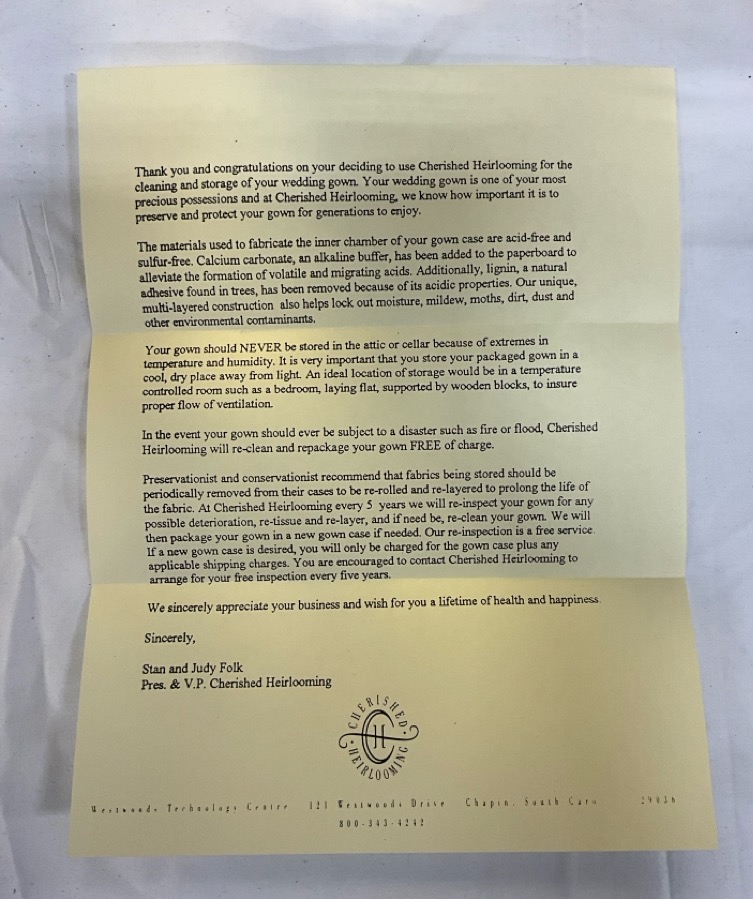 Thank you and congratulations on your deciding to use Cherished Heirlooming for the
cleaning and storage of your wedding gown. Your wedding gown is one of your most
precious possessions and at Cherished Heirlooming, we know how important it is to
preserve and protect your gown for generations to enjoy.
The materials used to fabricate the inner chamber of your gown case are acid-free and
sulfur-free. Calcium carbonate, an alkaline buffer, has been added to the paperboard to
alleviate the formation of volatile and migrating acids. Additionally, lignin, a natural
adhesive found in trees, has been removed because of its acidic properties. Our unique,
multi-layered construction also helps lock out moisture, mildew, moths, dirt, dust and
other environmental contaminants.
Your gown should NEVER be stored in the attic or cellar because of extremes in
temperature and humidity. It is very important that you store your packaged gown in a
cool, dry place away from light. An ideal location of storage would be in a temperature
controlled room such as a bedroom, laying flat, supported by wooden blocks, to insure
proper flow of ventilation.
In the event your gown should ever be subject to a disaster such as fire or flood, Cherished
Heirlooming will re-clean and repackage your gown FREE of charge.
Preservationist and conservationist recommend that fabrics being stored should be
periodically removed from their cases to be re-rolled and re-layered to prolong the life of
the fabric. At Cherished Heirlooming every 5 years we will re-inspect your gown for any
possible deterioration, re-tissue and re-layer, and if need be, re-clean your gown. We will
then package your gown in a new gown case if needed. Our re-inspection is a free service.
If a new gown case is desired, you will only be charged for the gown case plus any
applicable shipping charges. You are encouraged to contact Cherished Heirlooming to
arrange for your free inspection every five years.
We sincerely appreciate your business and wish for you a lifetime of health and happiness.
Sincerely,
Stan and Judy Folk
Pres. & V.P. Cherished Heirlooming
CHERISHED
CH
HEIRLOOMING
Westwoods Technology Centre 121 Westwoods Drive Chapin, South Caro 29036
800-343-4242